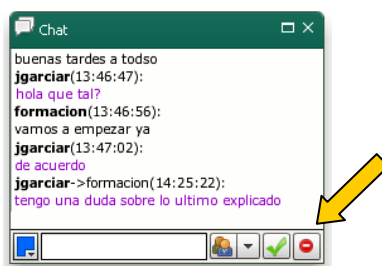 Chat
buenas tardes a todso
jgarciar(13:46:47):
hola que tal?
formacion(13:46:56):
vamos a empezar ya
jgarciar(13:47:02):
de acuerdo
jgarciar->formacion(14:25:22):
tengo una duda sobre lo ultimo explicado